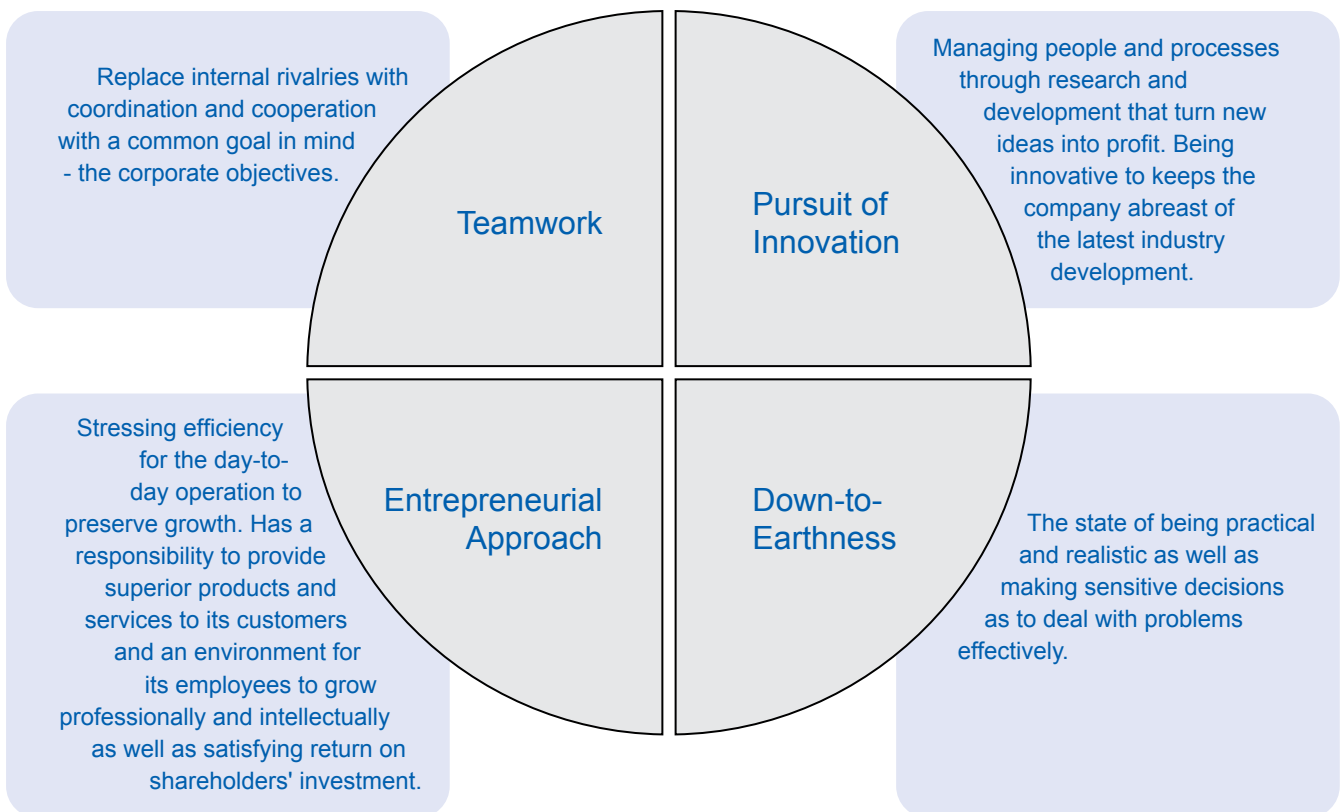 Replace internal rivalries with
coordination and cooperation
with a common goal in mind
- the corporate objectives.
Teamwork
Pursuit of
Innovation
Managing people and processes
through research and
development that turn new
ideas into profit. Being
innovative to keeps the
company abreast of
the latest industry
development.
Stressing efficiency
for the day-to-
day operation to
preserve growth. Has a
responsibility to provide
superior products and
services to its customers
and an environment for
its employees to grow
professionally and intellectually
as well as satisfying return on
shareholders' investment.
Entrepreneurial
Approach
Down-to-
Earthness
The state of being practical
and realistic as well as
making sensitive decisions
as to deal with problems
effectively.